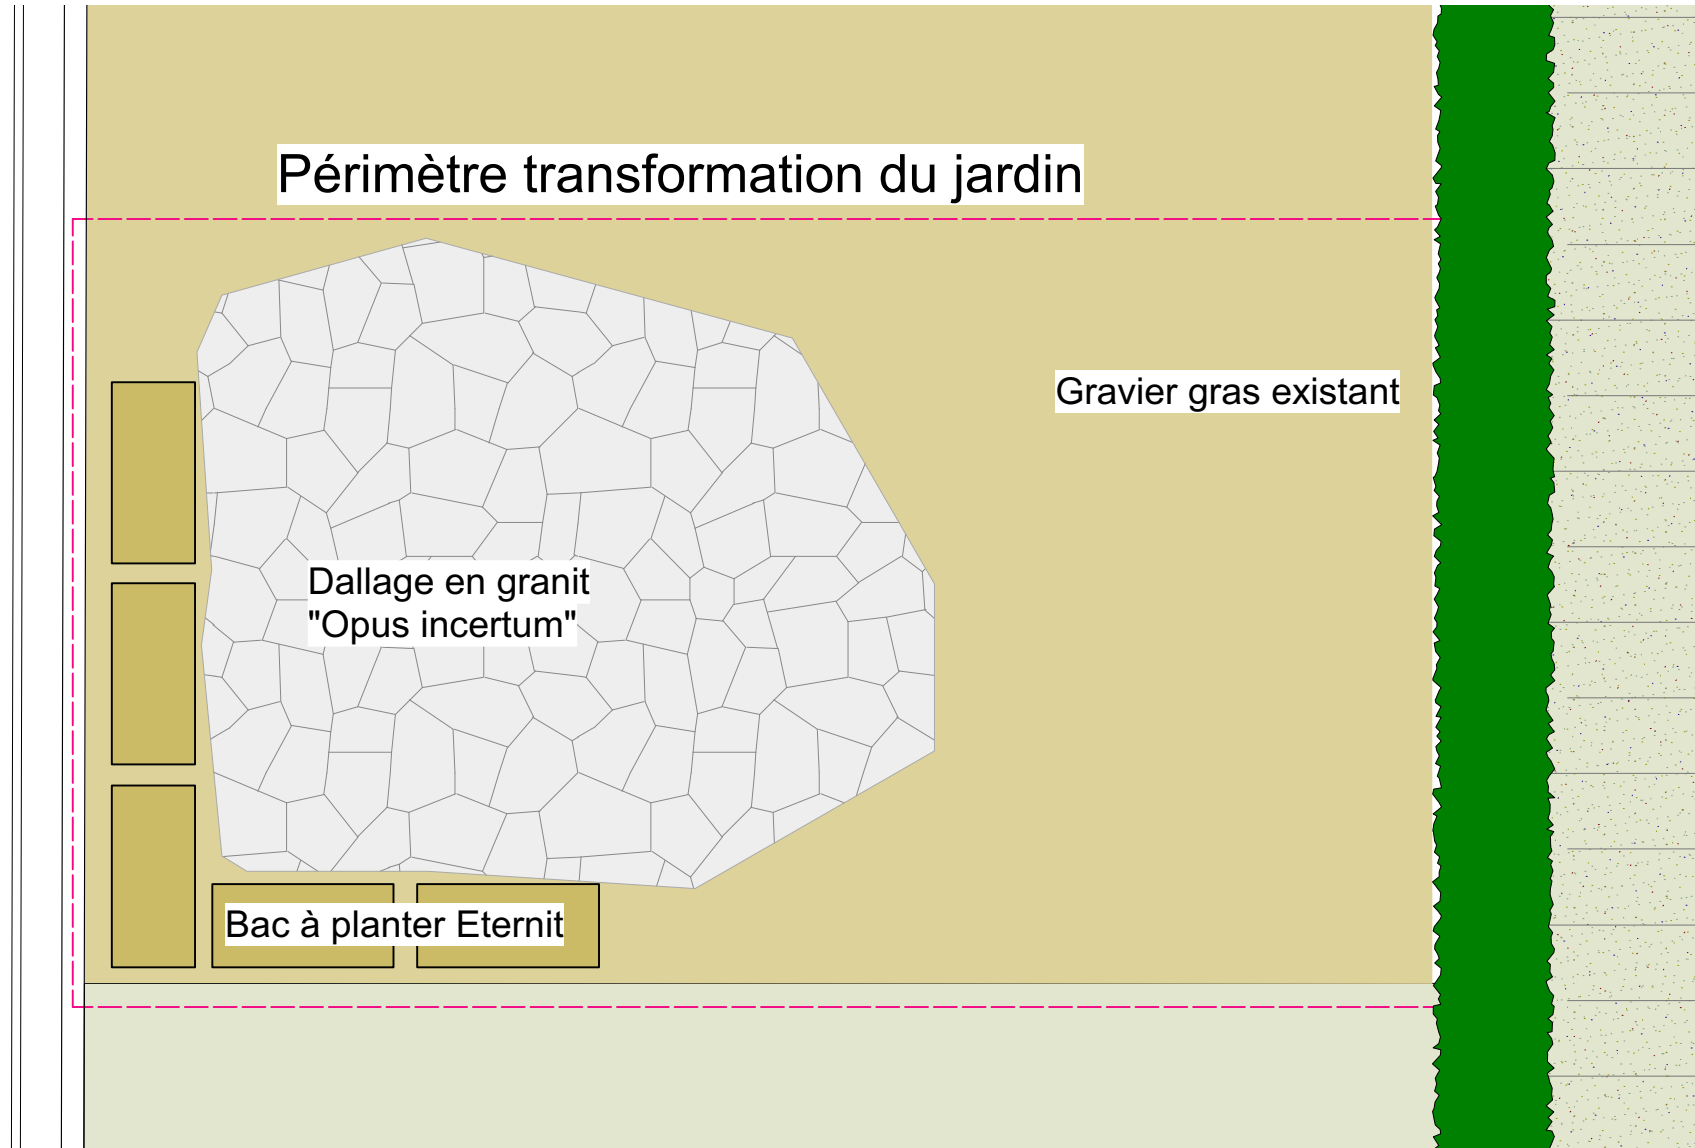 Périmètre transformation du jardin
Gravier gras existant
Dallage en granit
"Opus incertum"
Bac à planter Eternit